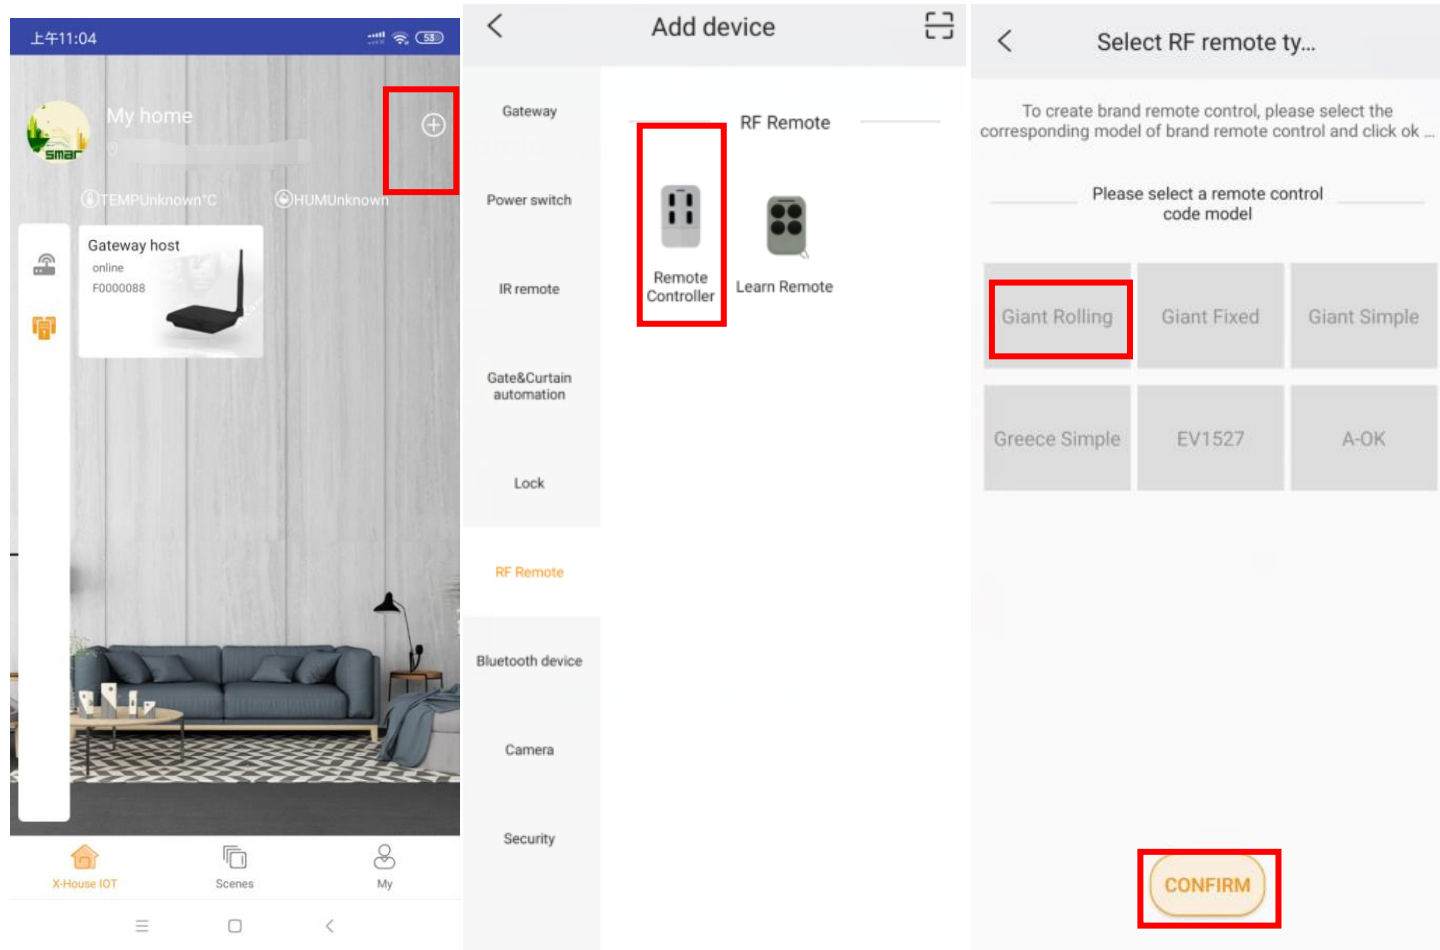 上午11:04
53
My home
smar
TEMPUnknown°C
HUMUnknown
Gateway host
online
F0000088
X-House IOT
Scenes
My
Add device
Gateway
Power switch
IR remote
Gate&Curtain
automation
Lock
RF Remote
Bluetooth device
Camera
Security
RF Remote
Remote
Controller
Learn Remote
Select RF remote ty...
To create brand remote control, please select the
corresponding model of brand remote control and click ok ...
Please select a remote control
code model
Giant Rolling
Giant Fixed
Giant Simple
Greece Simple
EV1527
A-OK
CONFIRM